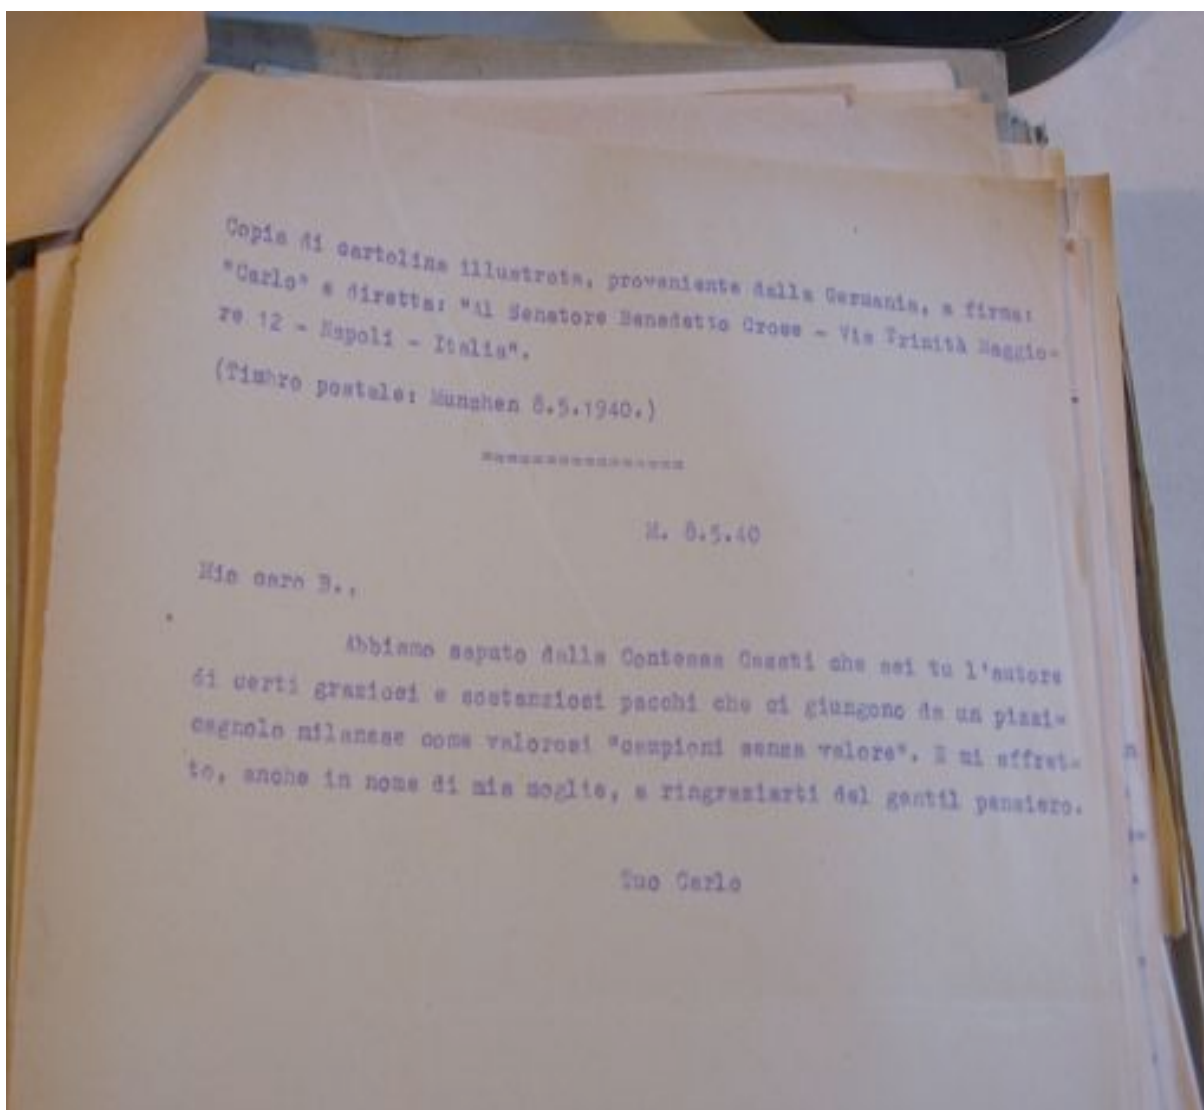 Copia di cartolina illustrata, proveniente dalla Germania, a firma:
"Carlo" e diretta: "Al Senatore Benedetto Croce - Via Trinità Maggio=
re 12 - Napoli - Italia".
(Timbro postale: Munchen 8.5.1940.)
================
M. 8.5.40
Mio caro B.,
Abbiamo saputo dalla Contessa Casati che sei tu l'autore
di certi graziosi e sostanziosi pacchi che ci giungono da un pizzi=
cagnolo milanese come valorosi "campioni senza valore". E mi affret=
to, anche in nome di mia moglie, a ringraziarti del gentil pensiero.
Tuo Carlo